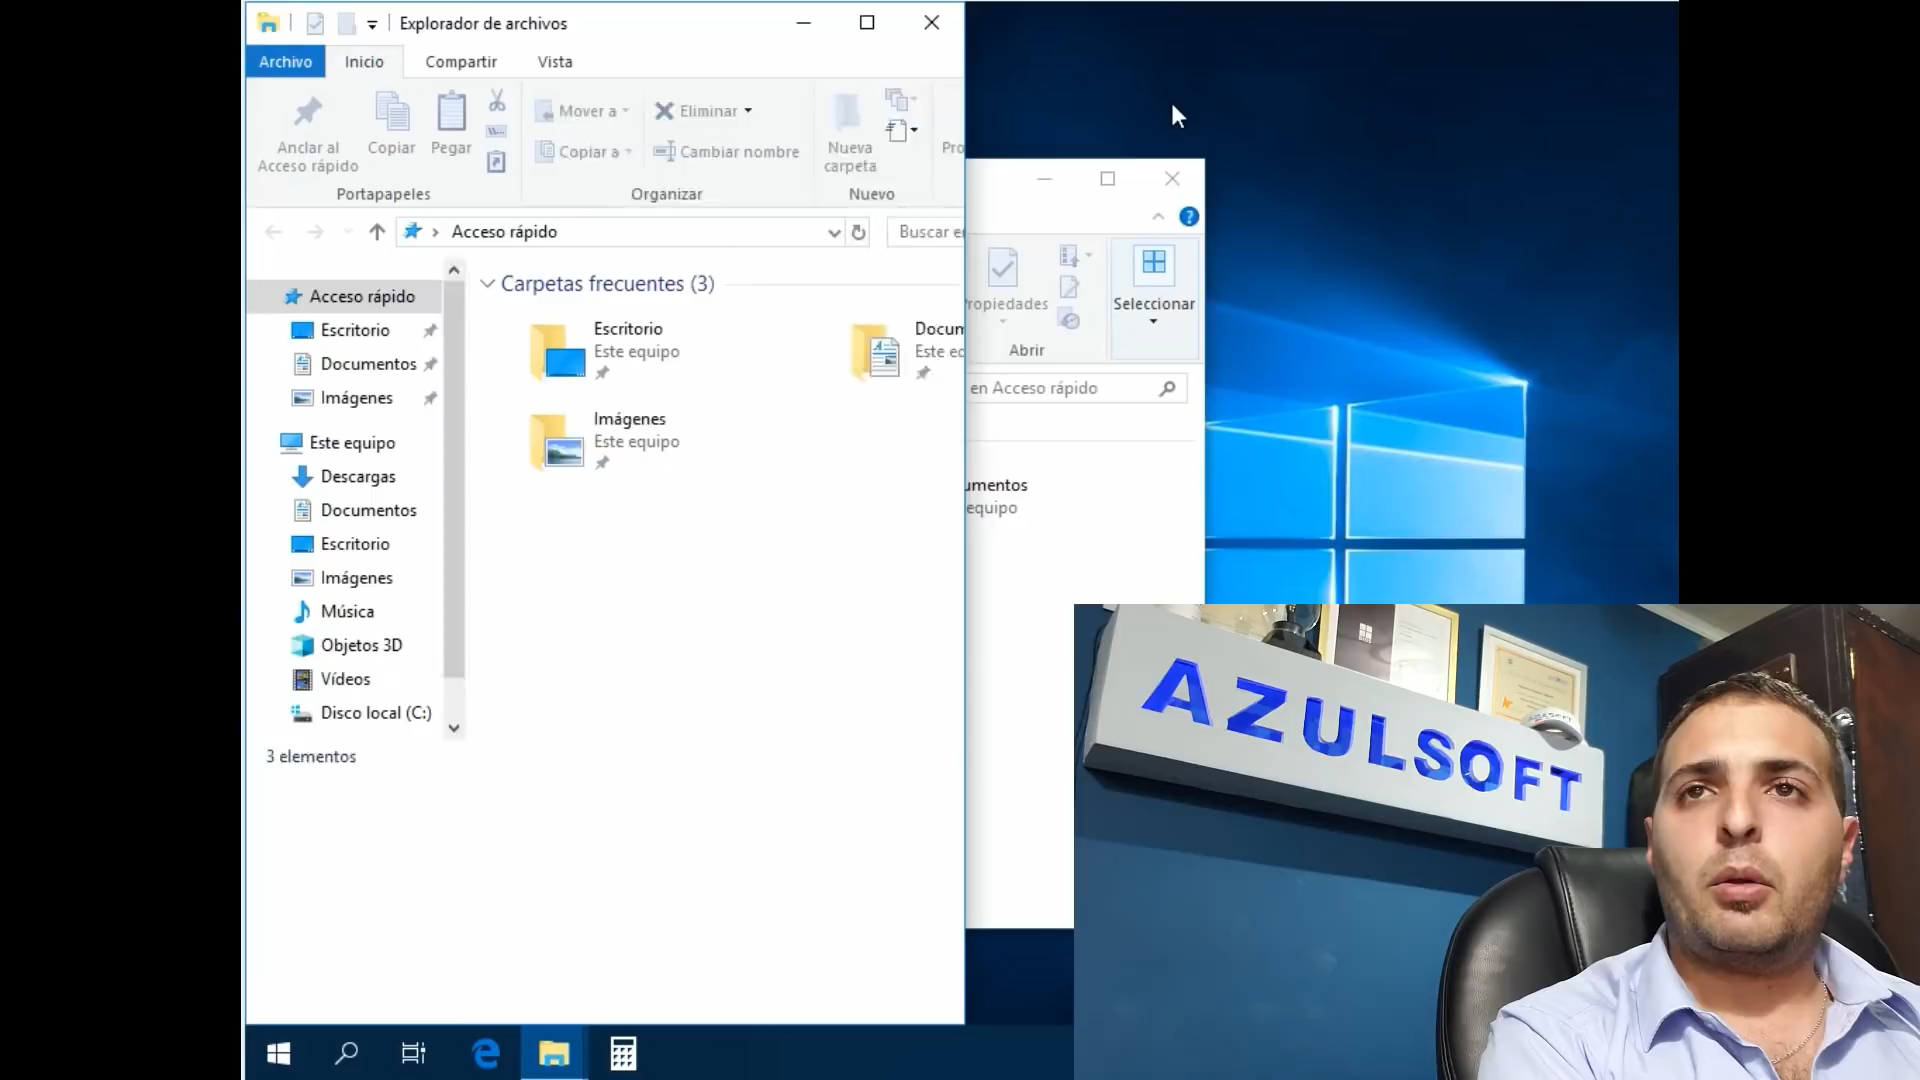 Explorador de archivos
Archivo
Inicio
Compartir
Vista
Anclar al
Acceso rápido
Copiar
Pegar
Mover a
Copiar a
Eliminar
Cambiar nombre
Nueva
carpeta
Pro
Portapapeles
Organizar
Nuevo
Acceso rápido
Buscar e
Acceso rápido
Escritorio
Documentos
Imágenes
Este equipo
Descargas
Documentos
Escritorio
Imágenes
Música
Objetos 3D
Vídeos
Disco local (C:)
3 elementos
Carpetas frecuentes (3)
Escritorio
Este equipo
Docum
Este e
Imágenes
Este equipo
ropiedades
Seleccionar
Abrir
en Acceso rápido
umentos
equipo
AZULSOFT